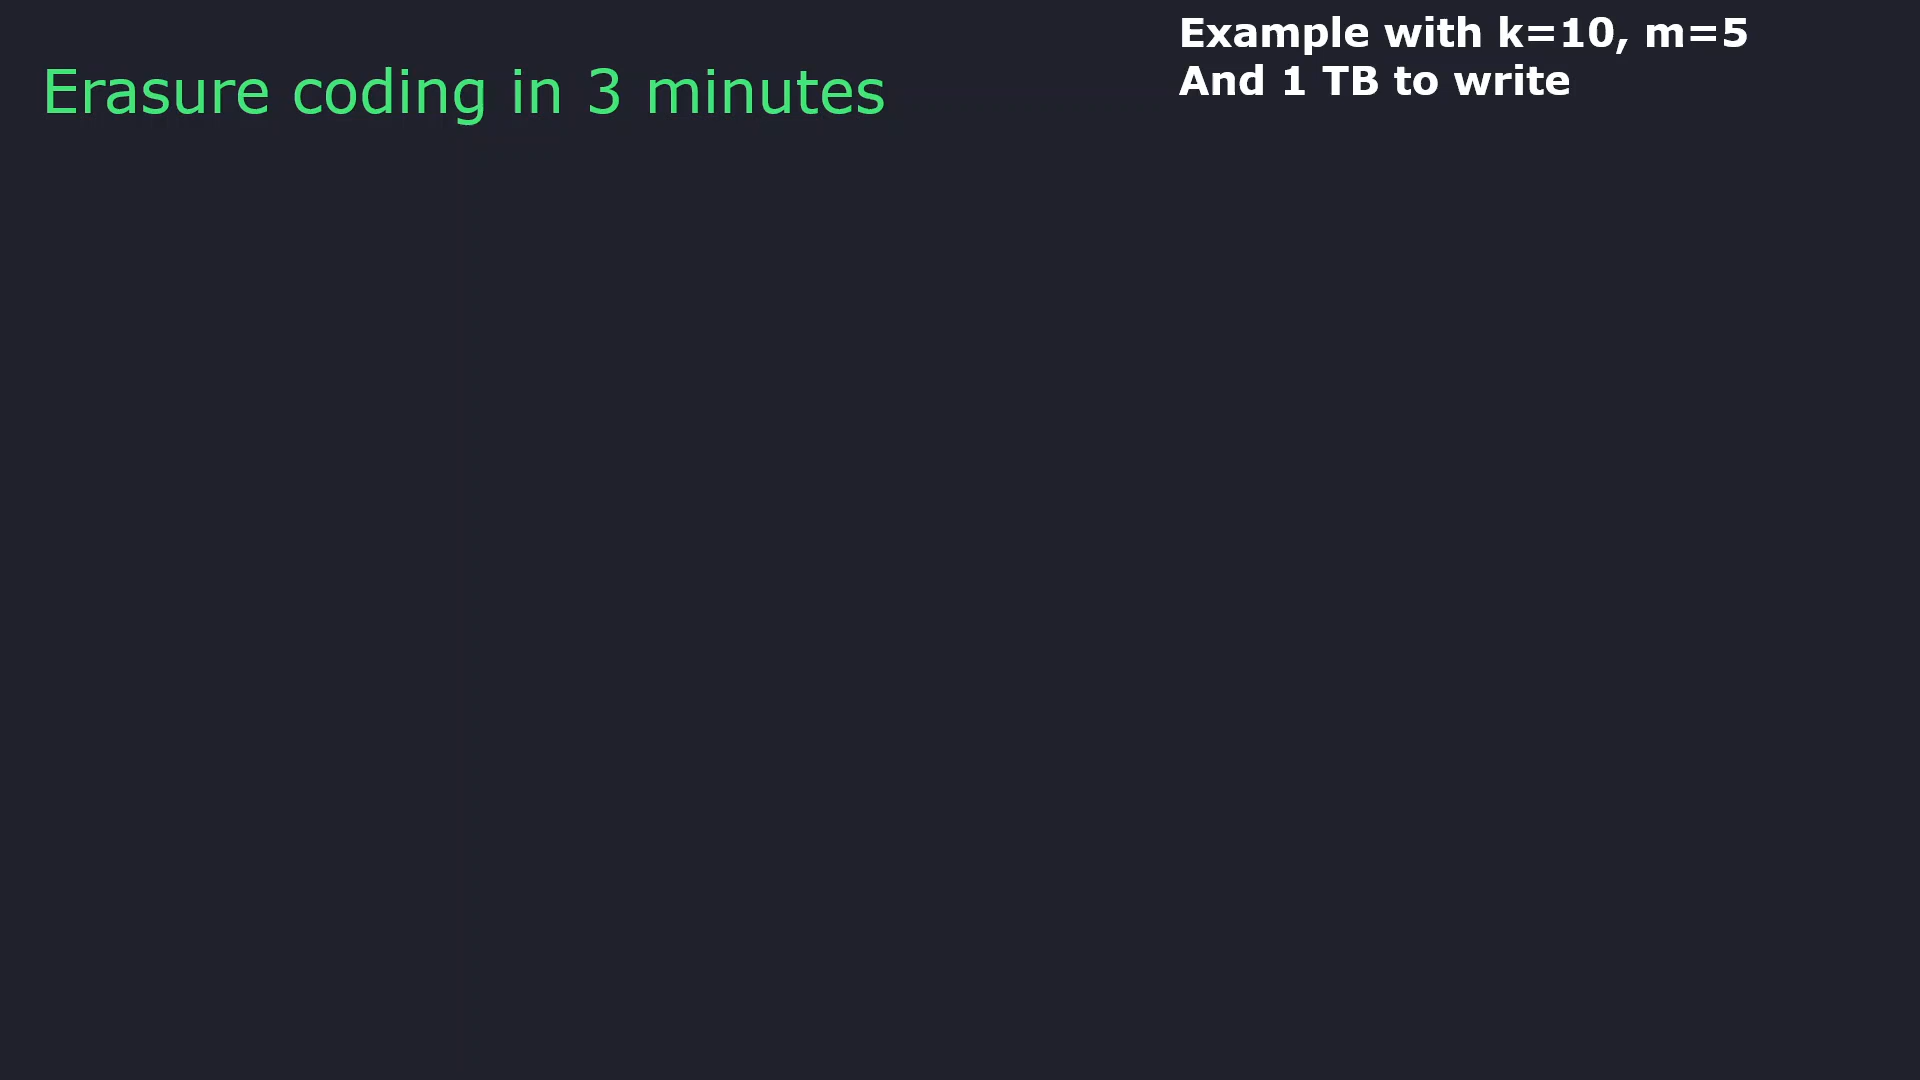 Erasure coding in 3 minutes
Example with k=10, m=5
And 1 TB to write